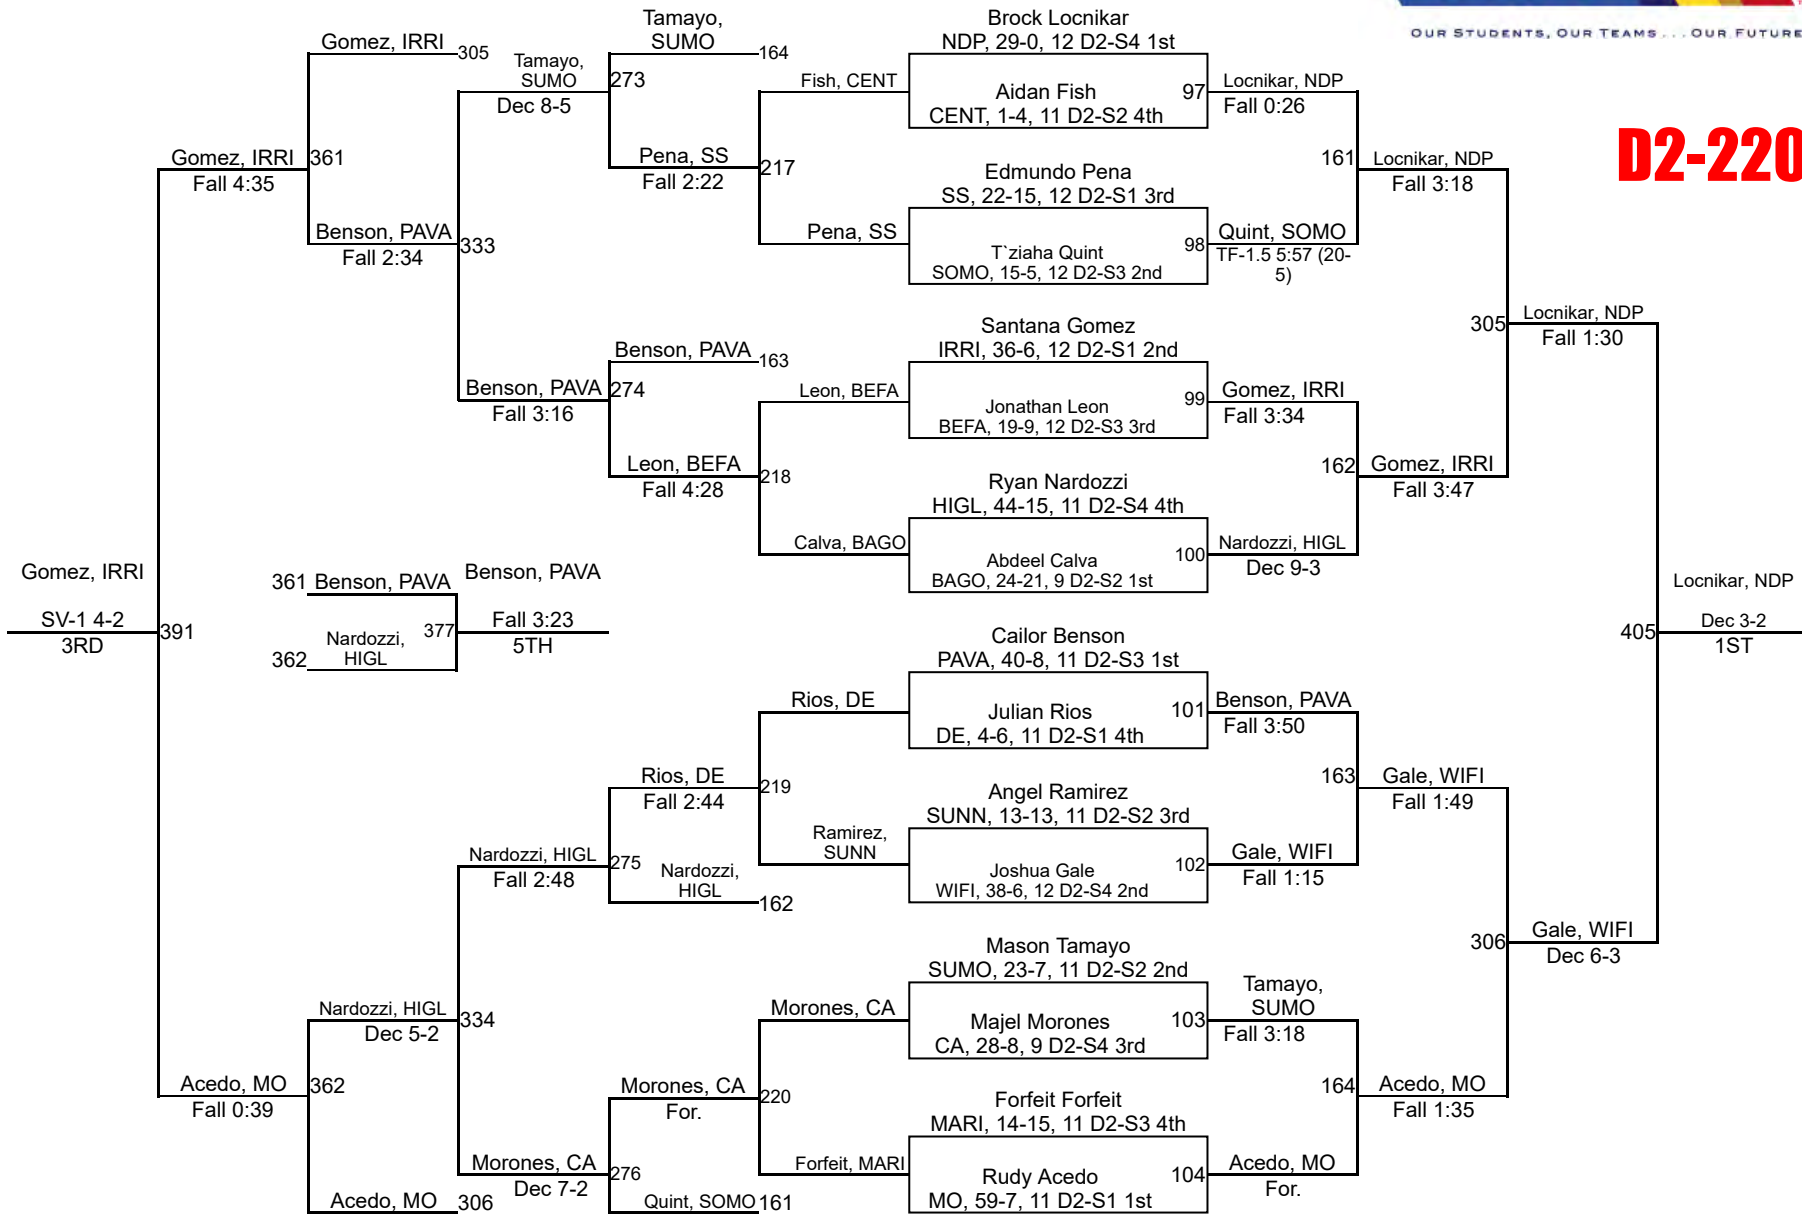 OUR STUDENTS, OUR TEAMS . . . OUR FUTURE
D2-220
Gomez, IRRI
SV-1 4-2
3RD
391
Gomez, IRRI
Fall 4:35
Acedo, MO
Fall 0:39
Gomez, IRRI
305
361
Benson, PAVA
Fall 2:34
361
Benson, PAVA
362
Nardozzi,
HIGL
377
Benson, PAVA
Fall 3:23
5TH
Nardozzi, HIGL
Dec 5-2
362
Acedo, MO
306
Tamayo,
SUMO
Dec 8-5
333
Benson, PAVA
Fall 3:16
Nardozzi, HIGL
Fall 2:48
334
Morones, CA
Dec 7-2
Tamayo,
SUMO
164
273
Pena, SS
Fall 2:22
Benson, PAVA
163
274
Leon, BEFA
Fall 4:28
Rios, DE
Fall 2:44
275
Nardozzi,
HIGL
162
Morones, CA
For.
276
Quint, SOMO
161
Fish, CENT
217
Pena, SS
Leon, BEFA
218
Calva, BAGO
Rios, DE
219
Ramirez,
SUNN
Morones, CA
220
Forfeit, MARI
Brock Locnikar
NDP, 29-0, 12 D2-S4 1st
Aidan Fish
CENT, 1-4, 11 D2-S2 4th
97
Edmundo Pena
SS, 22-15, 12 D2-S1 3rd
T`ziaha Quint
SOMO, 15-5, 12 D2-S3 2nd
98
Santana Gomez
IRRI, 36-6, 12 D2-S1 2nd
Jonathan Leon
BEFA, 19-9, 12 D2-S3 3rd
99
Ryan Nardozzi
HIGL, 44-15, 11 D2-S4 4th
Abdeel Calva
BAGO, 24-21, 9 D2-S2 1st
100
Cailor Benson
PAVA, 40-8, 11 D2-S3 1st
Julian Rios
DE, 4-6, 11 D2-S1 4th
101
Angel Ramirez
SUNN, 13-13, 11 D2-S2 3rd
Joshua Gale
WIFI, 38-6, 12 D2-S4 2nd
102
Mason Tamayo
SUMO, 23-7, 11 D2-S2 2nd
Majel Morones
CA, 28-8, 9 D2-S4 3rd
103
Forfeit Forfeit
MARI, 14-15, 11 D2-S3 4th
Rudy Acedo
MO, 59-7, 11 D2-S1 1st
104
Locnikar, NDP
Fall 0:26
161
Quint, SOMO
TF-1.5 5:57 (20-
5)
Gomez, IRRI
Fall 3:34
162
Nardozzi, HIGL
Dec 9-3
Benson, PAVA
Fall 3:50
163
Gale, WIFI
Fall 1:15
Tamayo,
SUMO
Fall 3:18
164
Acedo, MO
For.
Locnikar, NDP
Fall 3:18
305
Gomez, IRRI
Fall 3:47
Gale, WIFI
Fall 1:49
306
Acedo, MO
Fall 1:35
Locnikar, NDP
Fall 1:30
405
Gale, WIFI
Dec 6-3
Locnikar, NDP
Dec 3-2
1ST